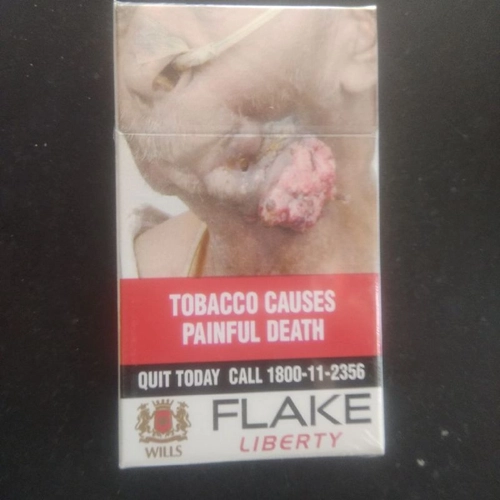 TOBACCO CAUSES
PAINFUL DEATH
QUIT TODAY CALL 1800-11-2356
WILLS
FLAKE
LIBERTY